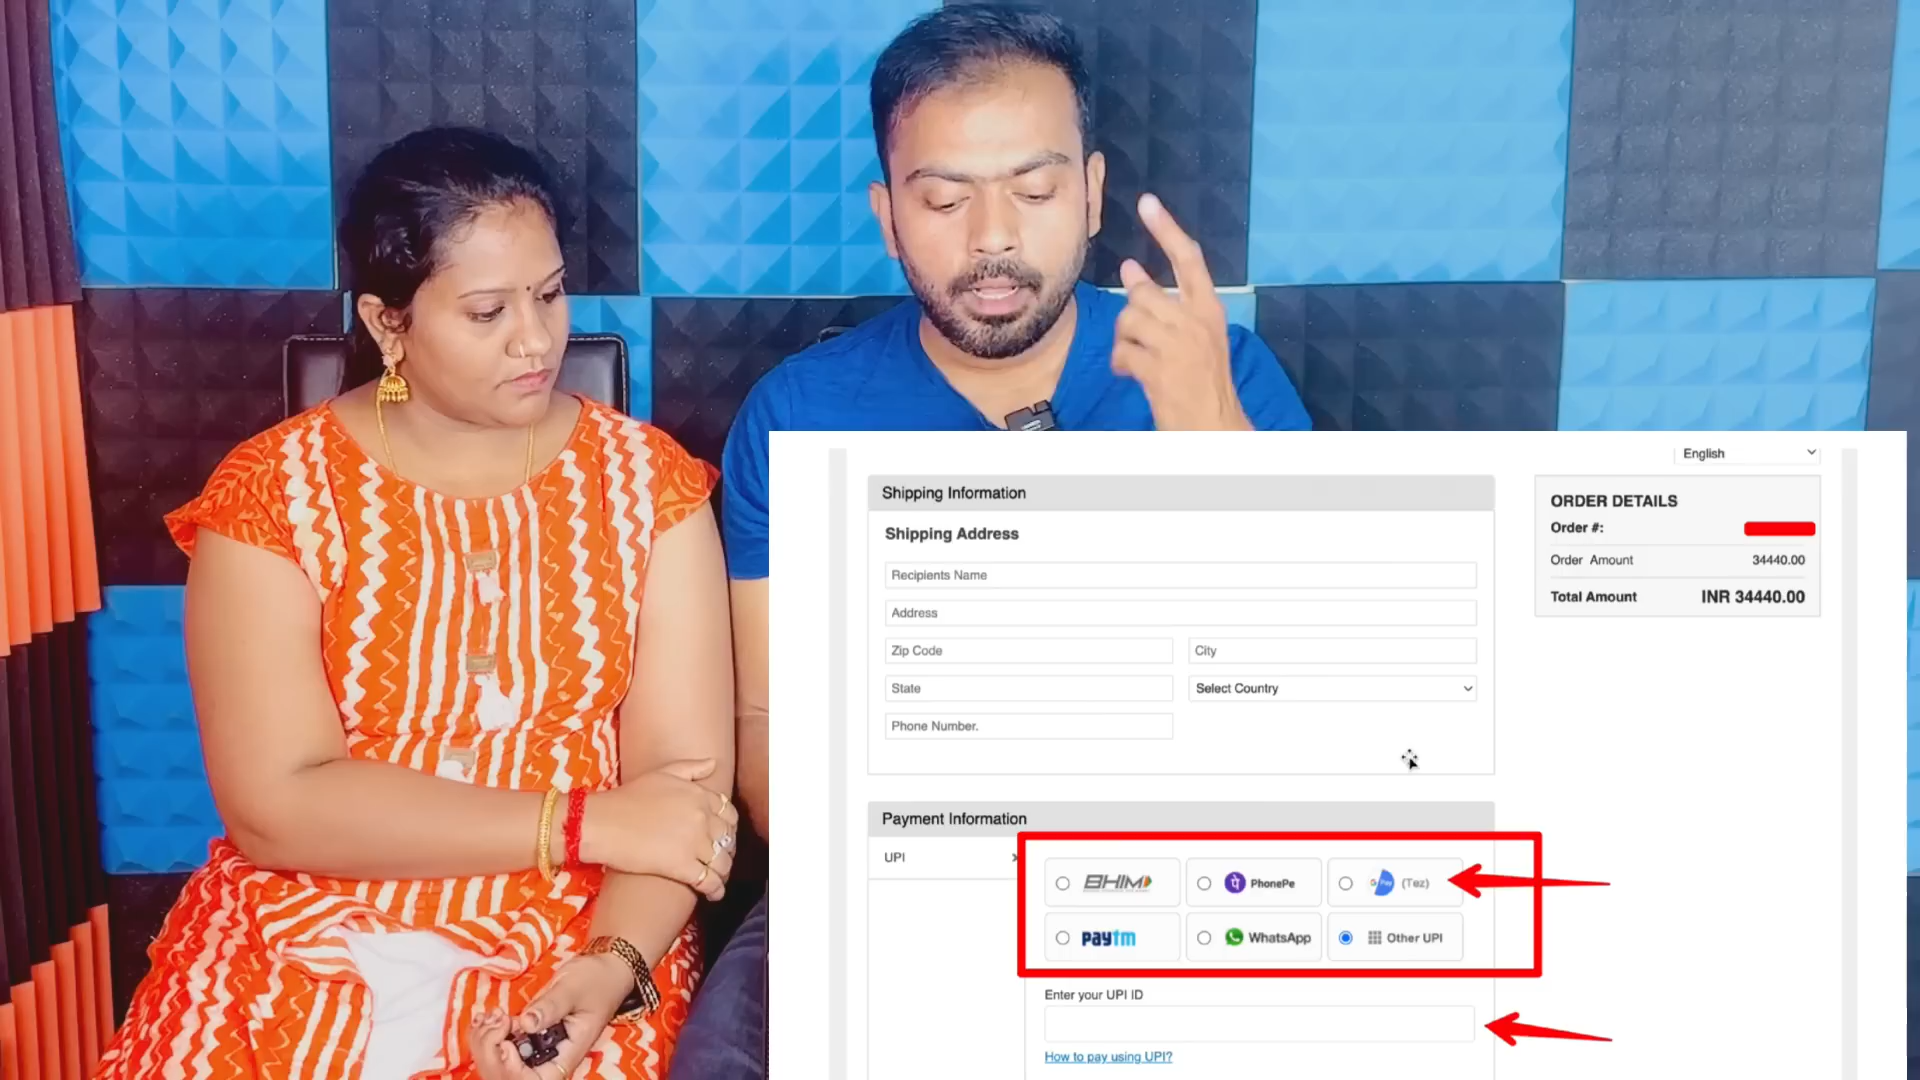 English
Shipping Information
Shipping Address
Recipients Name
Address
Zip Code
City
State
Select Country
Phone Number.
ORDER DETAILS
Order #:
Order Amount 34440.00
Total Amount INR 34440.00
Payment Information
UPI
BHIM
PhonePe
G Pay (Tez)
Paytm
WhatsApp
Other UPI
Enter your UPI ID
How to pay using UPI?